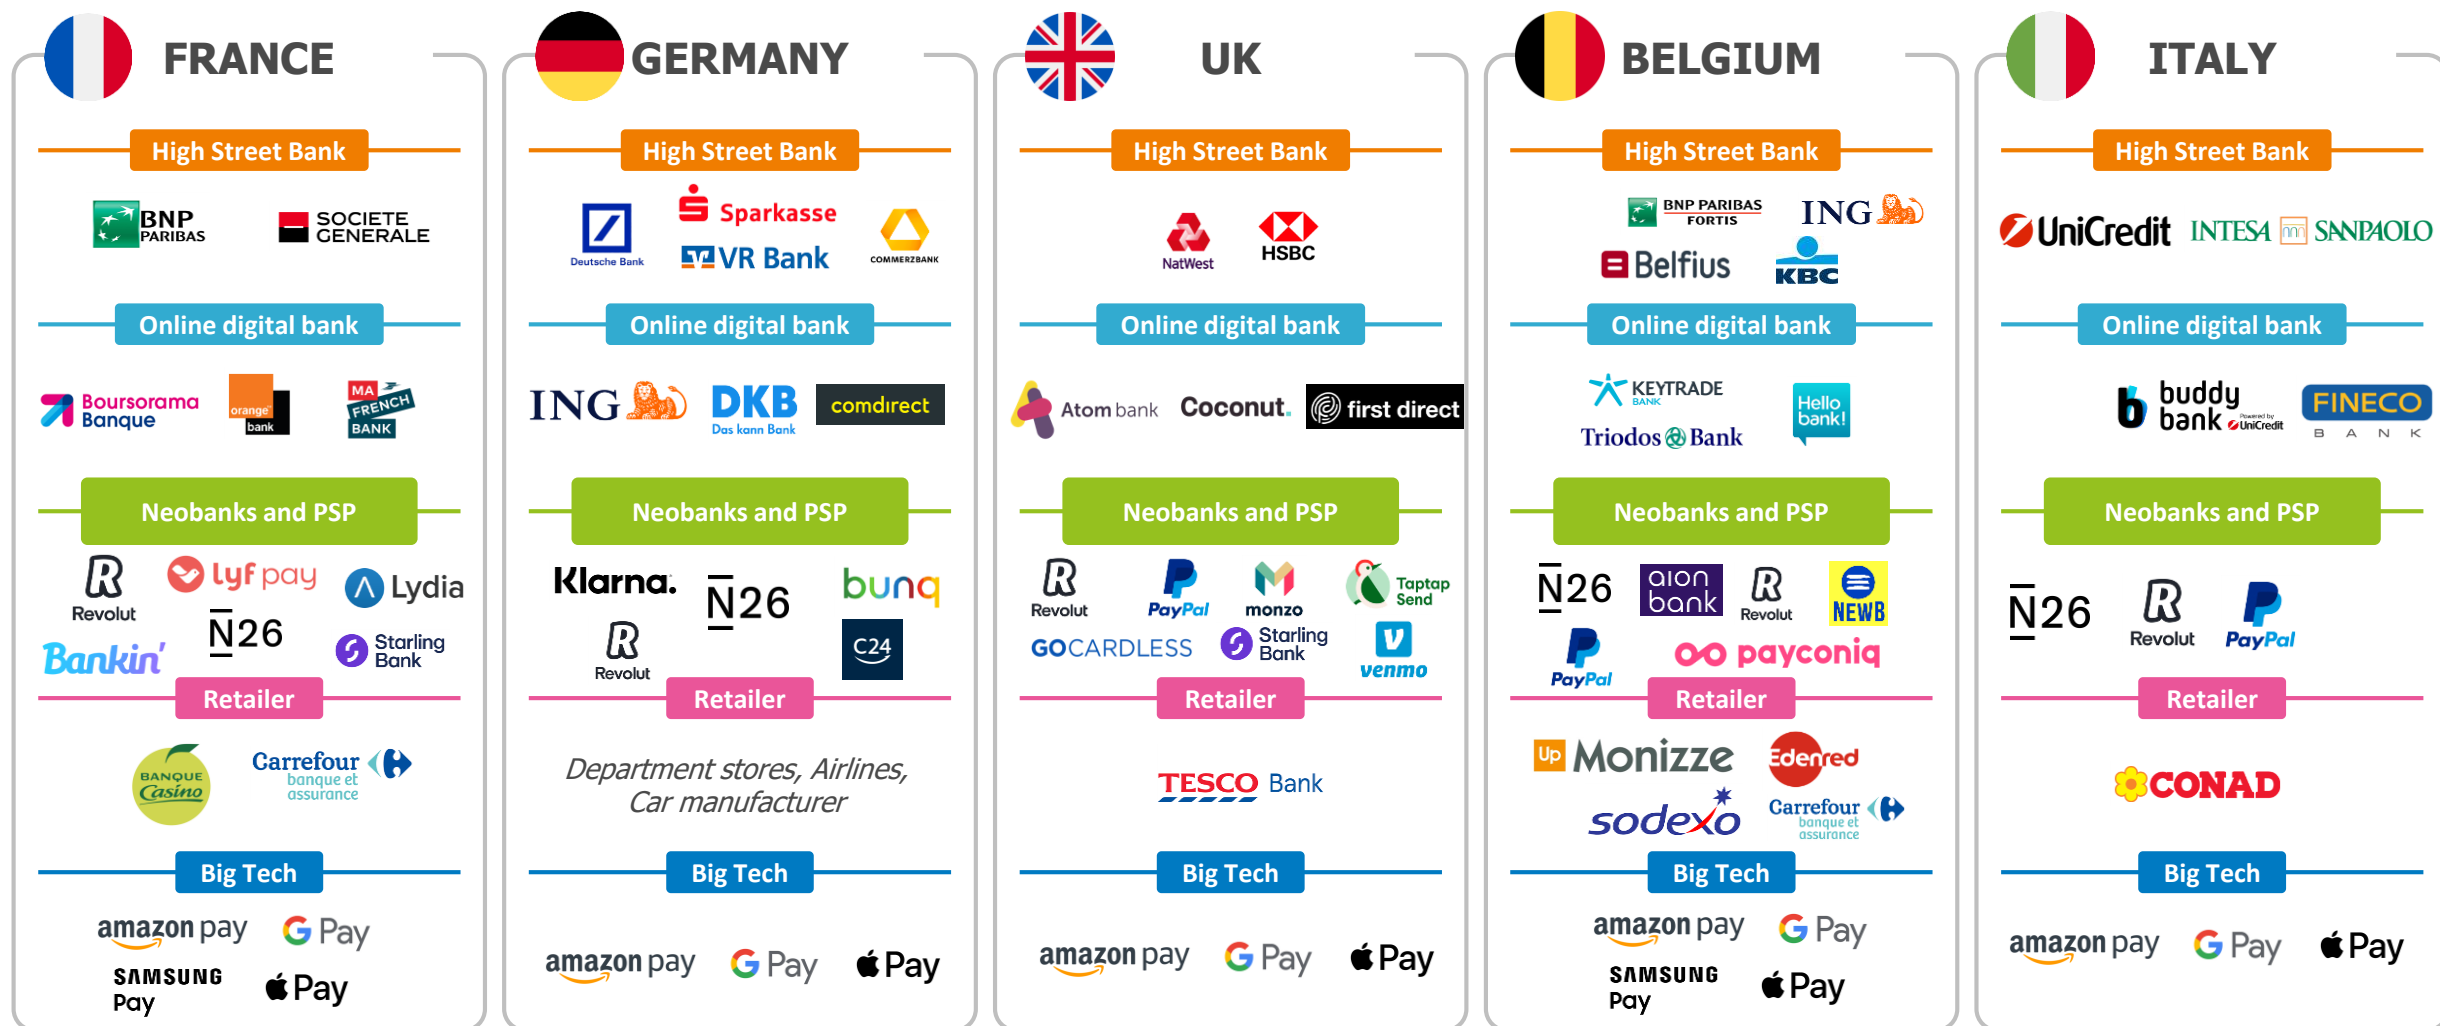 FRANCE
High Street Bank
BNP
PARIBAS
SOCIETE
GENERALE
Online digital bank
Boursorama
Banque
orange™
bank
MA
FRENCH
BANK
Neobanks and PSP
R
Revolut
lyf pay
Lydia
N26
Bankin'
Starling
Bank
Retailer
BANQUE
Casino
Carrefour
banque et
assurance
Big Tech
amazon pay
G Pay
SAMSUNG
Pay
Pay
GERMANY
High Street Bank
Deutsche Bank
Sparkasse
VR Bank
COMMERZBANK
Online digital bank
ING
DKB
Das kann Bank
comdirect
Neobanks and PSP
Klarna.
N26
bunq
R
Revolut
C24
Retailer
Department stores, Airlines,
Car manufacturer
Big Tech
amazon pay
G Pay
Pay
UK
High Street Bank
NatWest
HSBC
Online digital bank
Atom bank
Coconut.
first direct
Neobanks and PSP
R
Revolut
PayPal
monzo
Taptap
Send
GOCARDLESS
Starling
Bank
V
venmo
Retailer
TESCO Bank
Big Tech
amazon pay
G Pay
Pay
BELGIUM
High Street Bank
BNP PARIBAS
FORTIS
ING
Belfius
KBC
Online digital bank
KEYTRADE
BANK
Hello
bank!
Triodos Bank
Neobanks and PSP
N26
aion
bank
R
Revolut
NEWB
PayPal
payconiq
Retailer
Up Monizze
Edenred
sodexo
Carrefour
banque et
assurance
Big Tech
amazon pay
G Pay
SAMSUNG
Pay
Pay
ITALY
High Street Bank
UniCredit
INTESA SANPAOLO
Online digital bank
b buddy
bank Powered by
UniCredit
FINECO
BANK
Neobanks and PSP
N26
R
Revolut
PayPal
Retailer
CONAD
Big Tech
amazon pay
G Pay
Pay